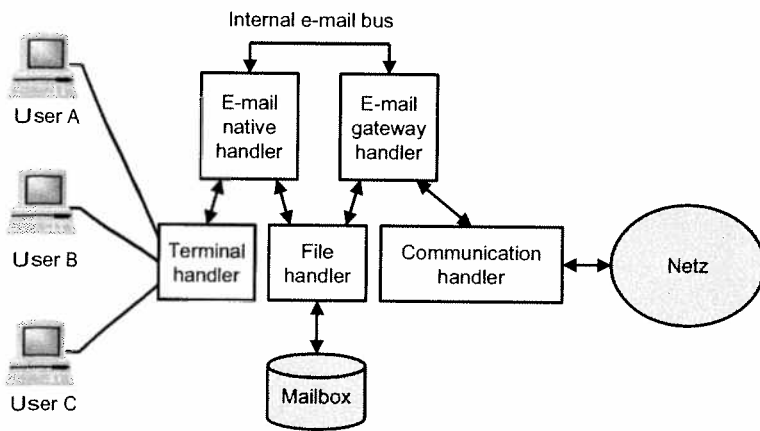 Internal e-mail bus
User A
E-mail
native
handler
E-mail
gateway
handler
User B
Terminal
handler
File
handler
Communication
handler
Netz
User C
Mailbox